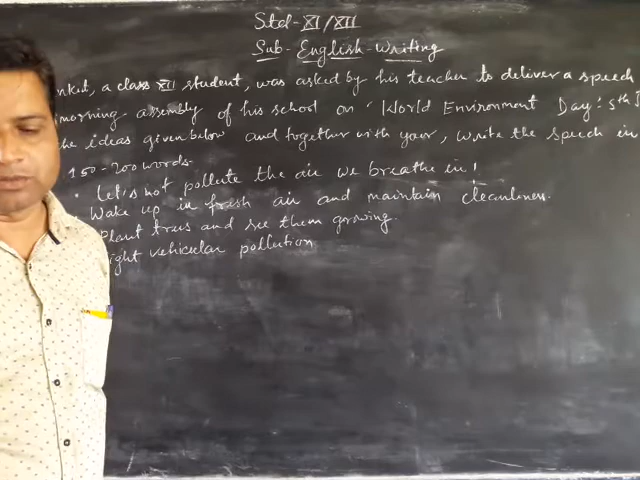 Std - XI/XII
Sub - English - Writing
nkit, a class XII student, was asked by his teacher to deliver a speech
morning assembly of his school on 'World Environment Day: 5th J
he ideas given below and together with your, write the speech in
150-200 words.
· Let's not pollute the air we breathe in!
Wake up in fresh air and maintain cleanliness.
Plant trees and see them growing.
ight vehicular pollution